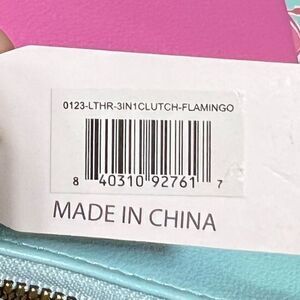 0123-LTHR-3IN1CLUTCH-FLAMINGO
8 40310 92761 7
MADE IN CHINA